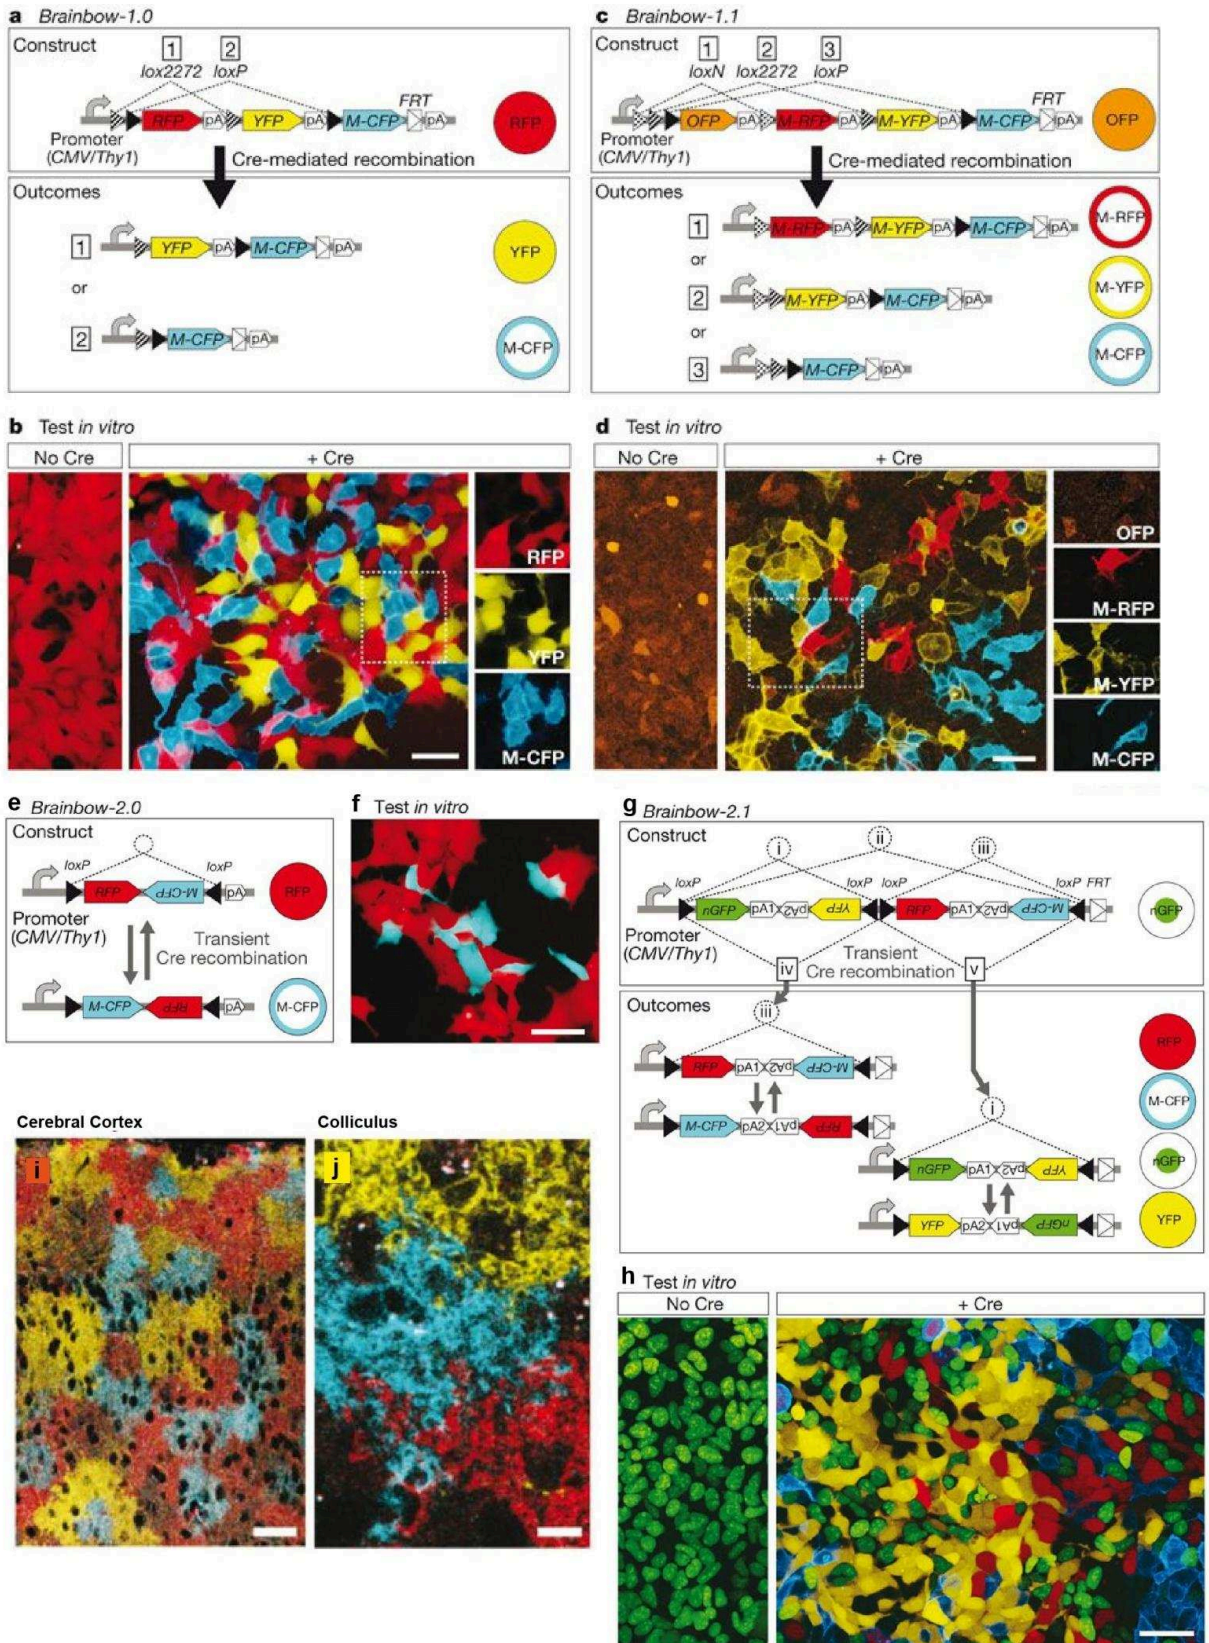 a Brainbow-1.0
Construct
1 2
lox2272 loxP
FRT
RFP pA YFP pA M-CFP pA
RFP
Promoter
(CMV/Thy1)
Cre-mediated recombination
Outcomes
1 YFP pA M-CFP pA
YFP
or
2 M-CFP pA
M-CFP
c Brainbow-1.1
Construct
1 2 3
loxN lox2272 loxP
FRT
OFP pA M-RFP pA M-YFP pA M-CFP pA
OFP
Promoter
(CMV/Thy1)
Cre-mediated recombination
Outcomes
1 M-RFP pA M-YFP pA M-CFP pA
M-RFP
or
2 M-YFP pA M-CFP pA
M-YFP
or
3 M-CFP pA
M-CFP
b Test in vitro
No Cre + Cre
RFP
YFP
M-CFP
d Test in vitro
No Cre + Cre
OFP
M-RFP
M-YFP
M-CFP
e Brainbow-2.0
Construct
loxP loxP
RFP M-CFP pA
RFP
Promoter
(CMV/Thy1)
Transient
Cre recombination
M-CFP RFP pA
M-CFP
f Test in vitro
g Brainbow-2.1
Construct
i ii iii
loxP loxP loxP loxP FRT
nGFP pA1 pA2 YFP RFP pA1 pA2 M-CFP
nGFP
Promoter
(CMV/Thy1)
iv Transient v
Cre recombination
Outcomes
iii
RFP pA1 pA2 M-CFP
RFP
M-CFP pA2 pA1 RFP
M-CFP
i
nGFP pA1 pA2 YFP
nGFP
YFP pA2 pA1 nGFP
YFP
Cerebral Cortex
i
Colliculus
j
h Test in vitro
No Cre + Cre